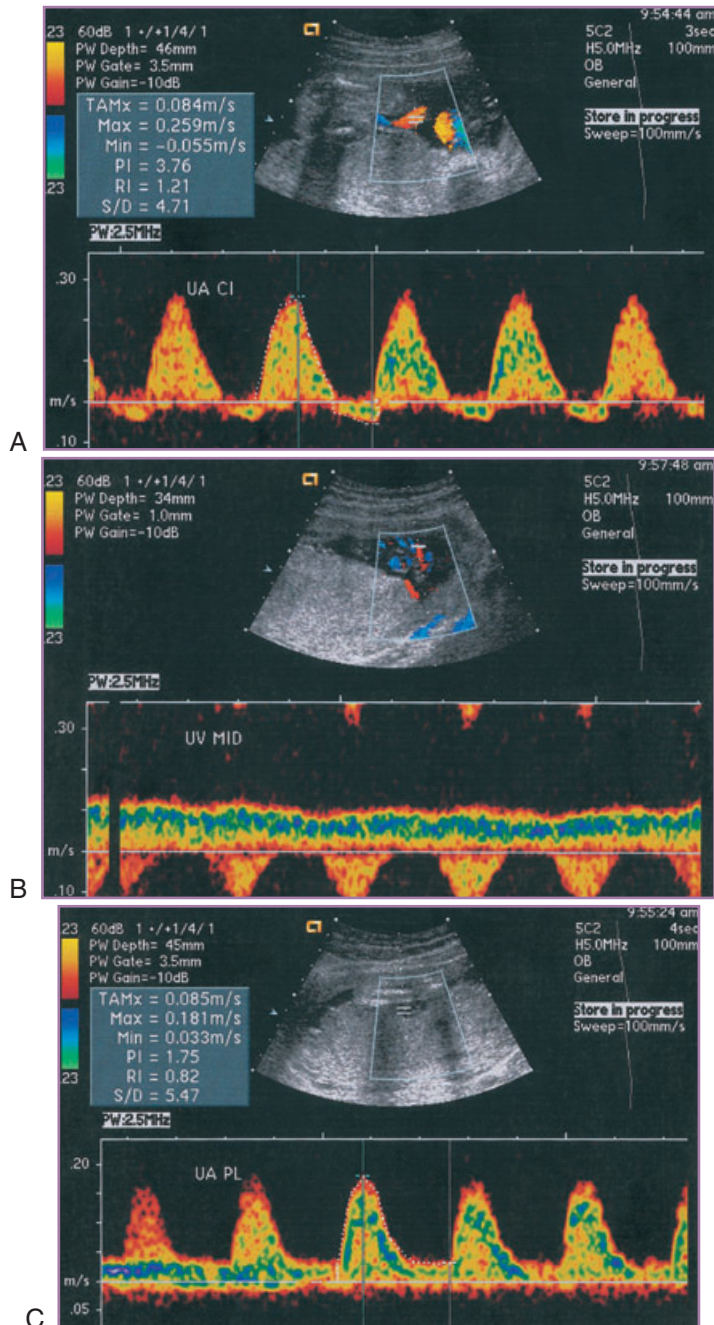 .23 60dB 1 •/+1/4/ 1
PW Depth= 46mm
PW Gate= 3.5mm
PW Gain=-10dB
TAMx = 0.084m/s
Max = 0.259m/s
Min = -0.055m/s
PI = 3.76
RI = 1.21
S/D = 4.71
.23
PW:2.5MHz
9:54:44 am
5C2 3sec
H5.0MHz 100mm
OB
General
Store in progress
Sweep=100mm/s
.30
UA CI
m/s
.10
A
.23 60dB 1 •/+1/4/ 1
PW Depth= 34mm
PW Gate= 1.0mm
PW Gain=-10dB
.23
PW:2.5MHz
9:57:48 am
5C2
H5.0MHz 100mm
OB
General
Store in progress
Sweep=100mm/s
.30
UV MID
m/s
.10
B
.23 60dB 1 •/+1/4/ 1
PW Depth= 45mm
PW Gate= 3.5mm
PW Gain=-10dB
TAMx = 0.085m/s
Max = 0.181m/s
Min = 0.033m/s
PI = 1.75
RI = 0.82
S/D = 5.47
.23
PW:2.5MHz
9:55:24 am
5C2 4sec
H5.0MHz 100mm
OB
General
Store in progress
Sweep=100mm/s
.20
UA PL
m/s
.05
C